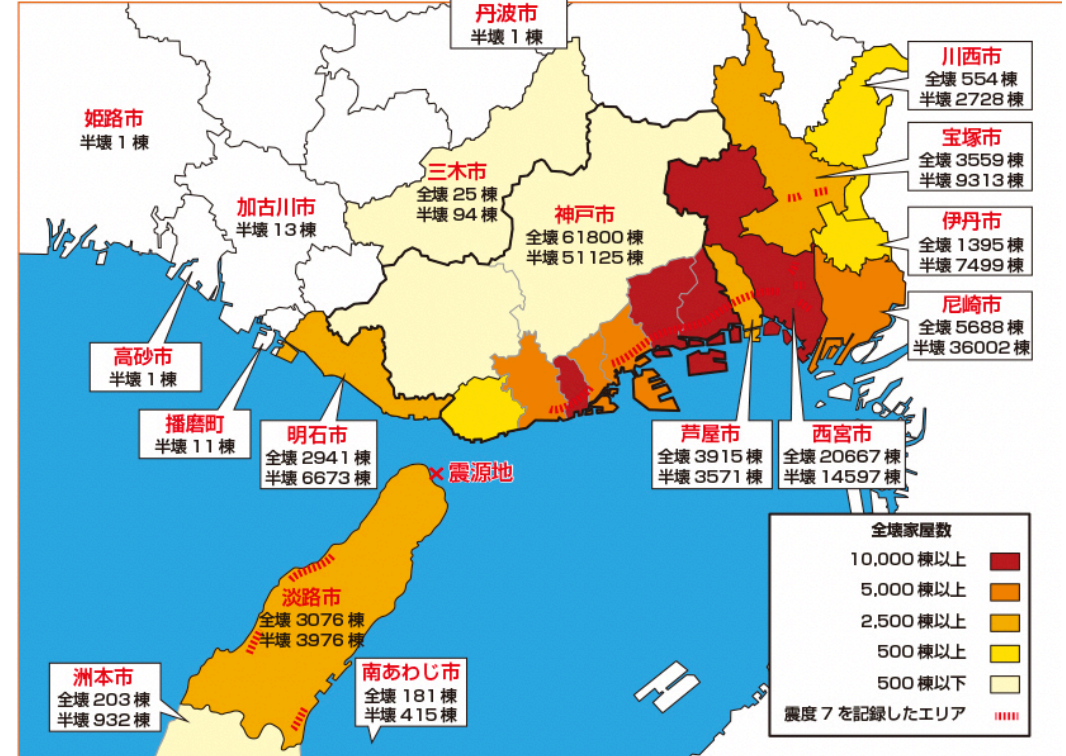 丹波市
半壊 1 棟
川西市
全壊 554 棟
半壊 2728 棟
姫路市
半壊 1 棟
宝塚市
全壊 3559 棟
半壊 9313 棟
三木市
全壊 25 棟
半壊 94 棟
加古川市
半壊 13 棟
神戸市
全壊 61800 棟
半壊 51125 棟
伊丹市
全壊 1395 棟
半壊 7499 棟
尼崎市
全壊 5688 棟
半壊 36002 棟
高砂市
半壊 1 棟
播磨町
半壊 11 棟
明石市
全壊 2941 棟
半壊 6673 棟
芦屋市
全壊 3915 棟
半壊 3571 棟
西宮市
全壊 20667 棟
半壊 14597 棟
×震源地
淡路市
全壊 3076 棟
半壊 3976 棟
洲本市
全壊 203 棟
半壊 932 棟
南あわじ市
全壊 181 棟
半壊 415 棟
全壊家屋数
10,000 棟以上
5,000 棟以上
2,500 棟以上
500 棟以上
500 棟以下
震度 7 を記録したエリア